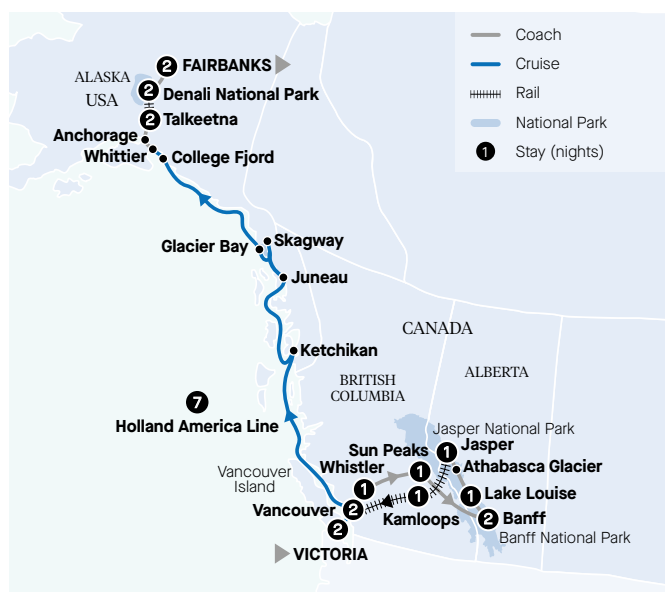 Coach
Cruise
Rail
National Park
1 Stay (nights)
2 FAIRBANKS
ALASKA
USA
2 Denali National Park
2 Talkeetna
Anchorage
Whittier
College Fjord
Skagway
Glacier Bay
Juneau
Ketchikan
CANADA
ALBERTA
BRITISH
COLUMBIA
7
Holland America Line
Jasper National Park
1 Jasper
Sun Peaks
1
Athabasca Glacier
Whistler
1
Vancouver
Island
1 Lake Louise
1
Kamloops
Vancouver 2
2 Banff
Banff National Park
2
VICTORIA